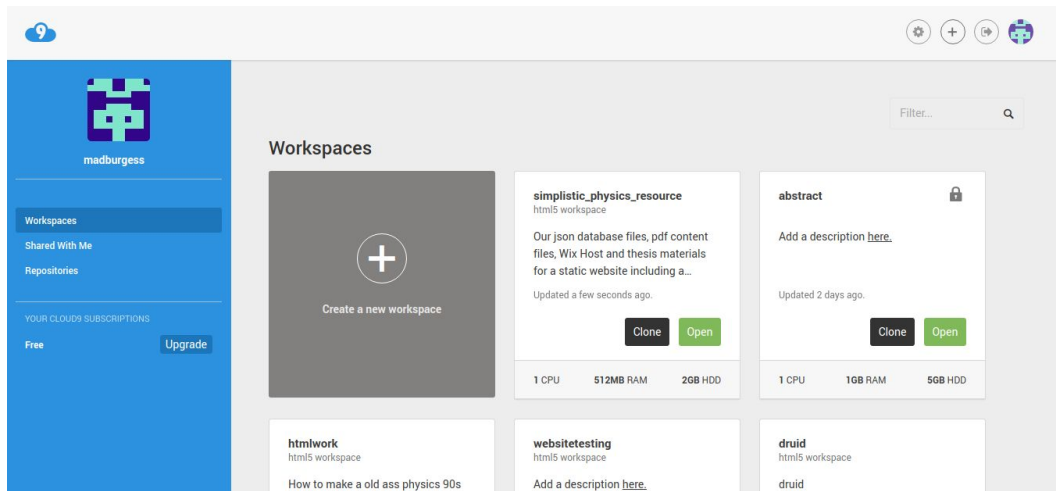 9
Filter...
madburgess
Workspaces
Shared With Me
Repositories
YOUR CLOUD9 SUBSCRIPTIONS
Free
Upgrade
Workspaces
Create a new workspace
simplistic_physics_resource
html5 workspace
Our json database files, pdf content
files, Wix Host and thesis materials
for a static website including a...
Updated a few seconds ago.
Clone
Open
1 CPU 512MB RAM 2GB HDD
abstract
Add a description here.
Updated 2 days ago.
Clone
Open
1 CPU 1GB RAM 5GB HDD
htmlwork
html5 workspace
How to make a old ass physics 90s
websitetesting
html5 workspace
Add a description here.
druid
html5 workspace
druid